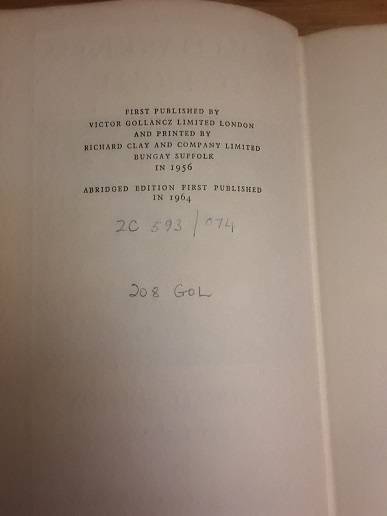 FIRST PUBLISHED BY
VICTOR GOLLANCZ LIMITED LONDON
AND PRINTED BY
RICHARD CLAY AND COMPANY LIMITED
BUNGAY SUFFOLK
IN 1956
ABRIDGED EDITION FIRST PUBLISHED
IN 1964
2C 593/074
208 GOL